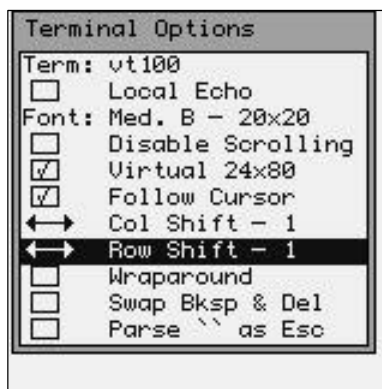 Terminal Options
Term: vt100
Local Echo
Font: Med. B – 20x20
Disable Scrolling
Virtual 24x80
Follow Cursor
Col Shift – 1
Row Shift – 1
Wraparound
Swap Bksp & Del
Parse `` as Esc